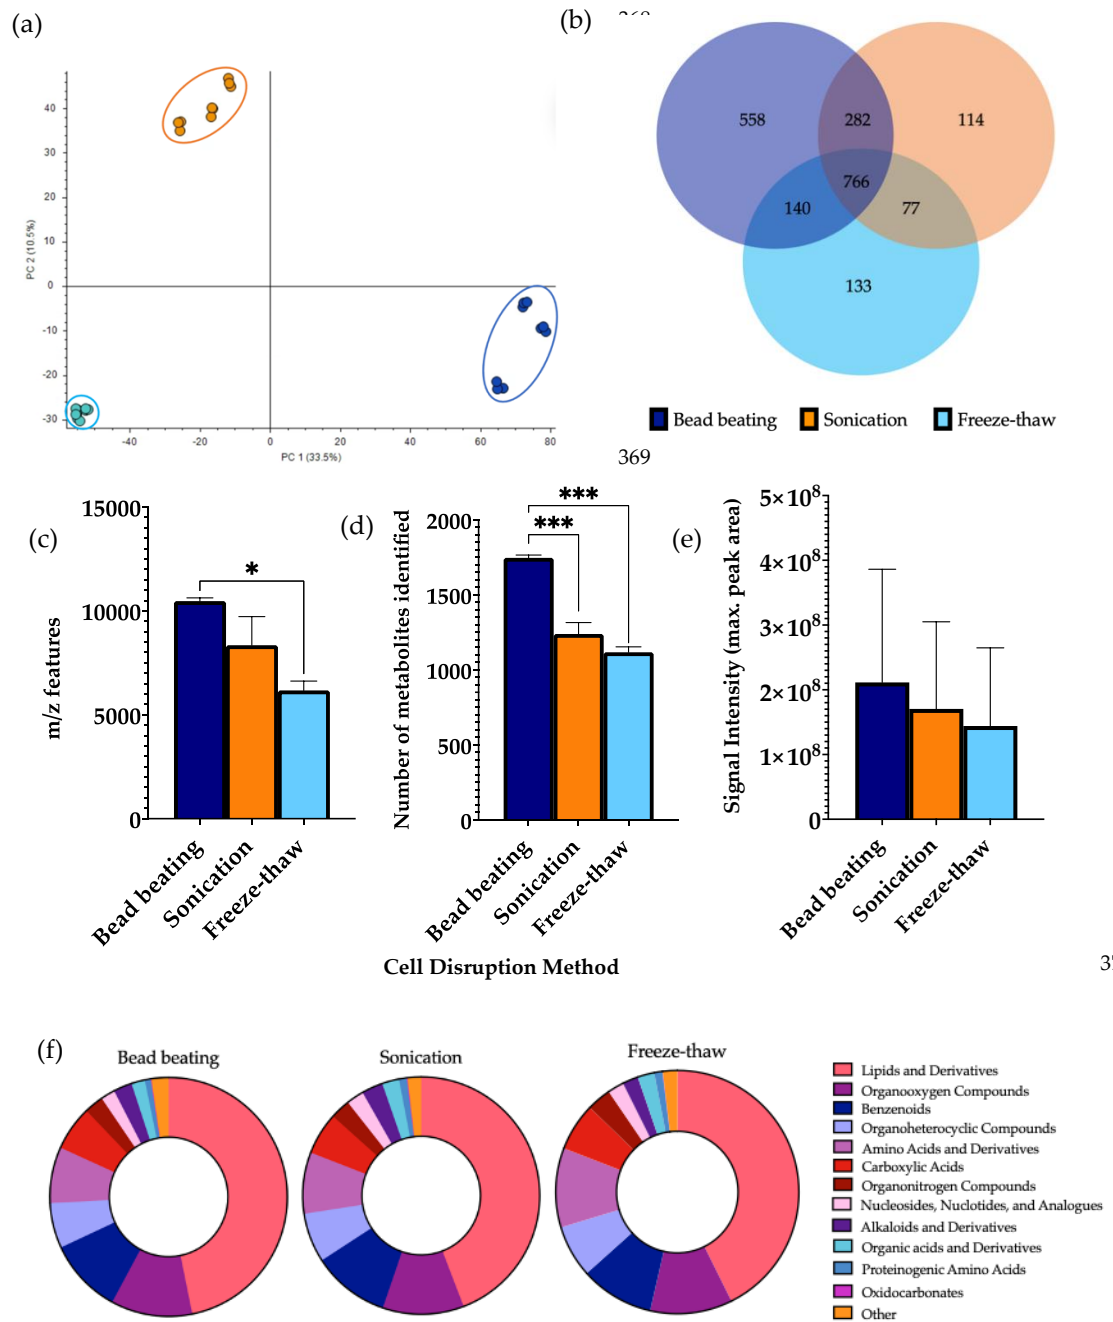 (a)
40
30
20
10
0
-10
-20
-30
PC 2 (10.5%)
-40
-20
0
20
40
60
80
PC 1 (33.5%)
(b)
558
282
114
766
140
77
133
Bead beating
Sonication
Freeze-thaw
369
(c)
15000
10000
5000
0
m/z features
*
Bead beating
Sonication
Freeze-thaw
(d)
2000
1500
1000
500
0
Number of metabolites identified
***
***
Bead beating
Sonication
Freeze-thaw
(e)
5×10⁸
4×10⁸
3×10⁸
2×10⁸
1×10⁸
0
Signal Intensity (max. peak area)
Bead beating
Sonication
Freeze-thaw
Cell Disruption Method
(f)
Bead beating
Sonication
Freeze-thaw
Lipids and Derivatives
Organooxygen Compounds
Benzenoids
Organoheterocyclic Compounds
Amino Acids and Derivatives
Carboxylic Acids
Organonitrogen Compounds
Nucleosides, Nuclotides, and Analogues
Alkaloids and Derivatives
Organic acids and Derivatives
Proteinogenic Amino Acids
Oxidocarbonates
Other